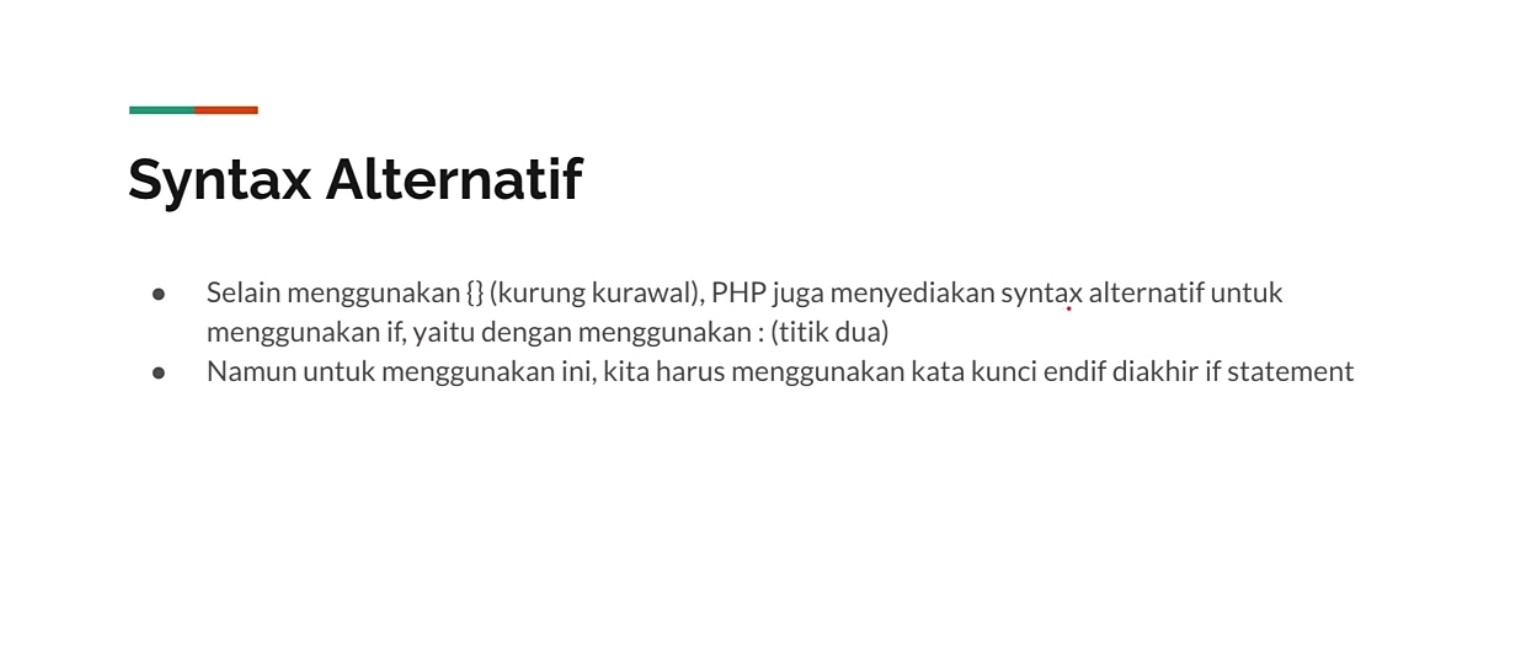 Syntax Alternatif
● Selain menggunakan {} (kurung kurawal), PHP juga menyediakan syntax alternatif untuk
menggunakan if, yaitu dengan menggunakan : (titik dua)
● Namun untuk menggunakan ini, kita harus menggunakan kata kunci endif diakhir if statement